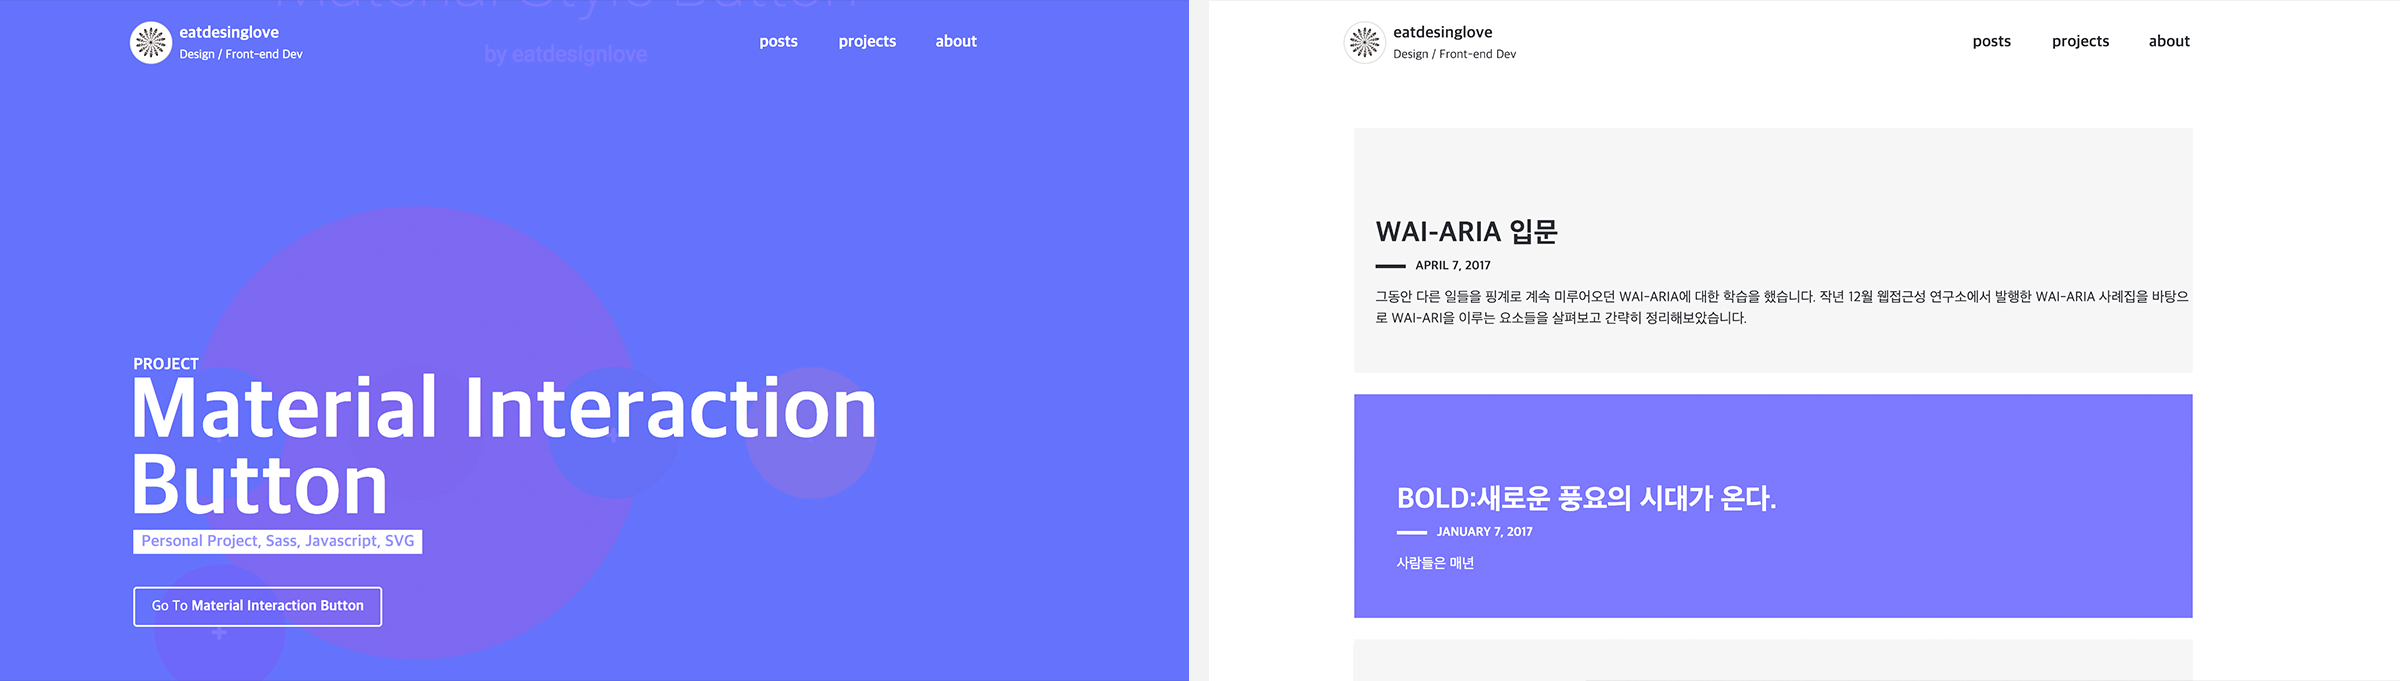 Material Style Button
eatdesinglove
Design / Front-end Dev
by eatdesignlove
posts
projects
about
PROJECT
Material Interaction
Button
Personal Project, Sass, Javascript, SVG
Go To Material Interaction Button
eatdesinglove
Design / Front-end Dev
posts
projects
about
WAI-ARIA 입문
APRIL 7, 2017
그동안 다른 일들을 핑계로 계속 미루어오던 WAI-ARIA에 대한 학습을 했습니다. 작년 12월 웹접근성 연구소에서 발행한 WAI-ARIA 사례집을 바탕으
로 WAI-ARI을 이루는 요소들을 살펴보고 간략히 정리해보았습니다.
BOLD:새로운 풍요의 시대가 온다.
JANUARY 7, 2017
사람들은 매년